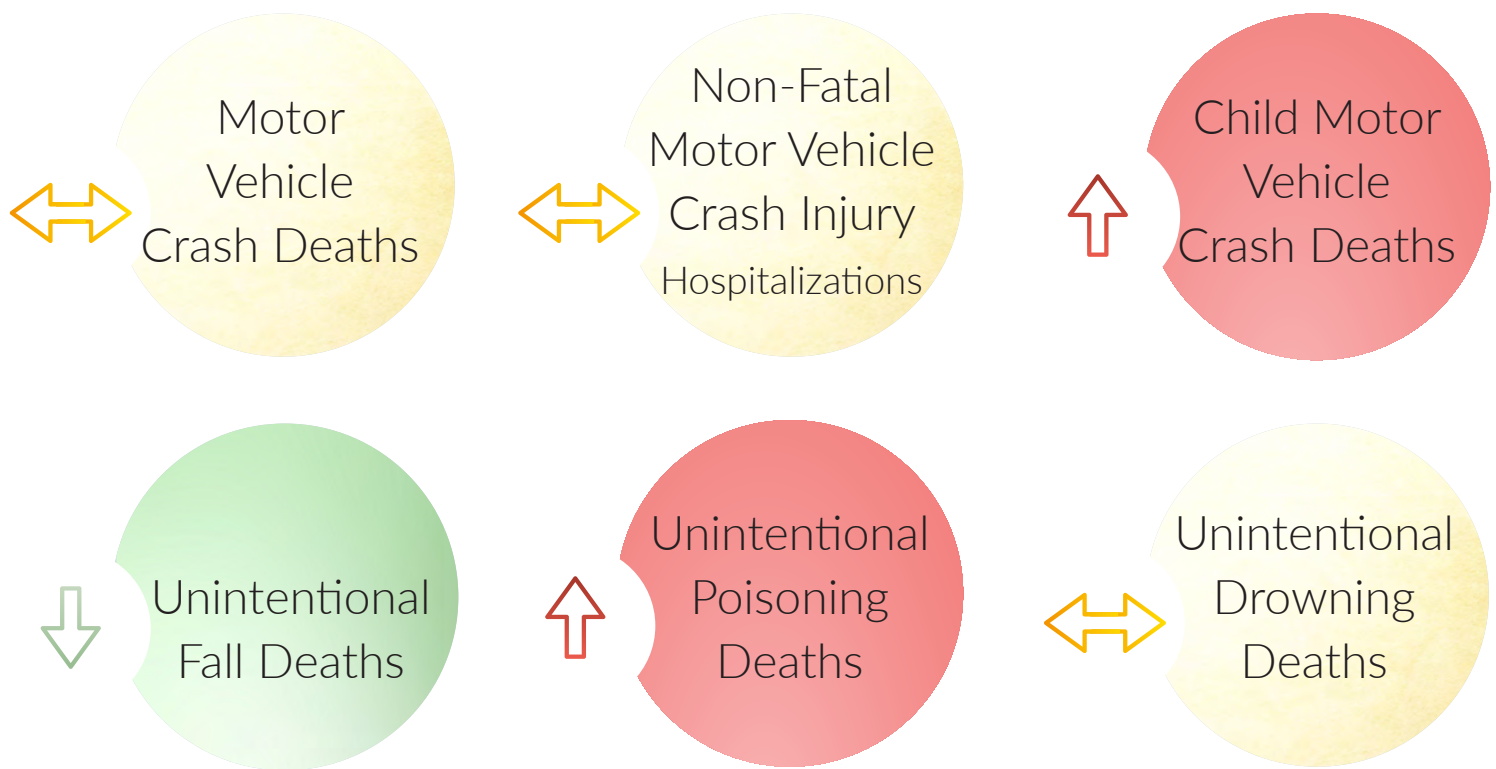 Motor
Vehicle
Crash Deaths
Non-Fatal
Motor Vehicle
Crash Injury
Hospitalizations
Child Motor
Vehicle
Crash Deaths
Unintentional
Fall Deaths
Unintentional
Poisoning
Deaths
Unintentional
Drowning
Deaths